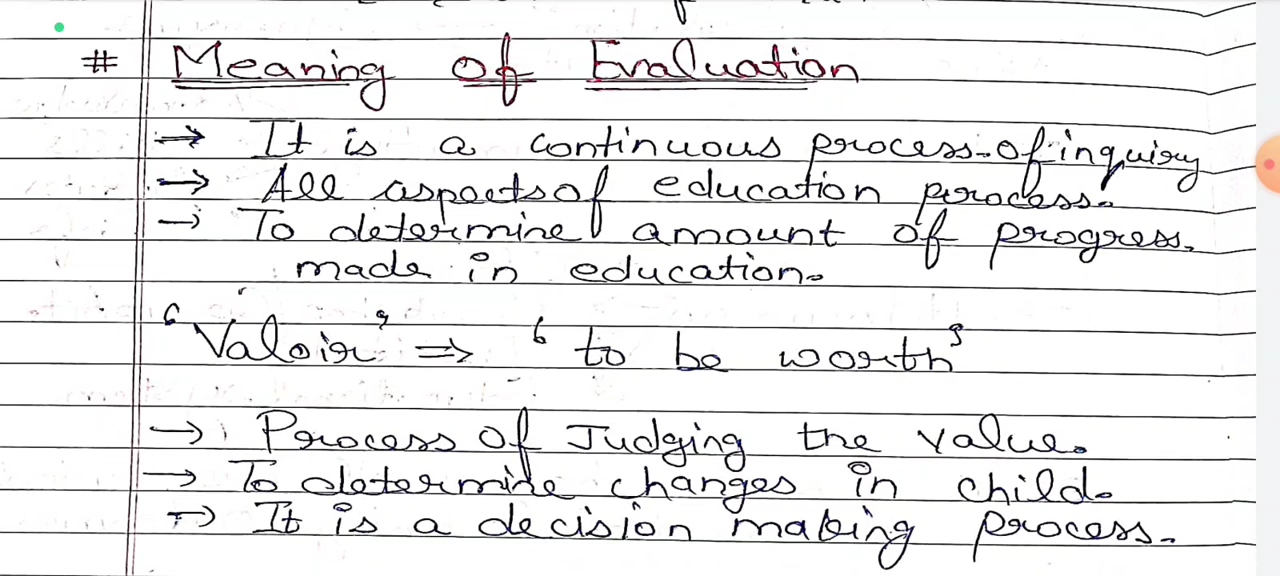 # Meaning of Evaluation
→ It is a continuous process of inquiry
→ All aspects of education process.
→ To determine amount of progress.
made in education.
"Valoir" ⇒ 'to be worth'
→ Process of Judging the value.
→ To determine changes in child.
→ It is a decision making process.